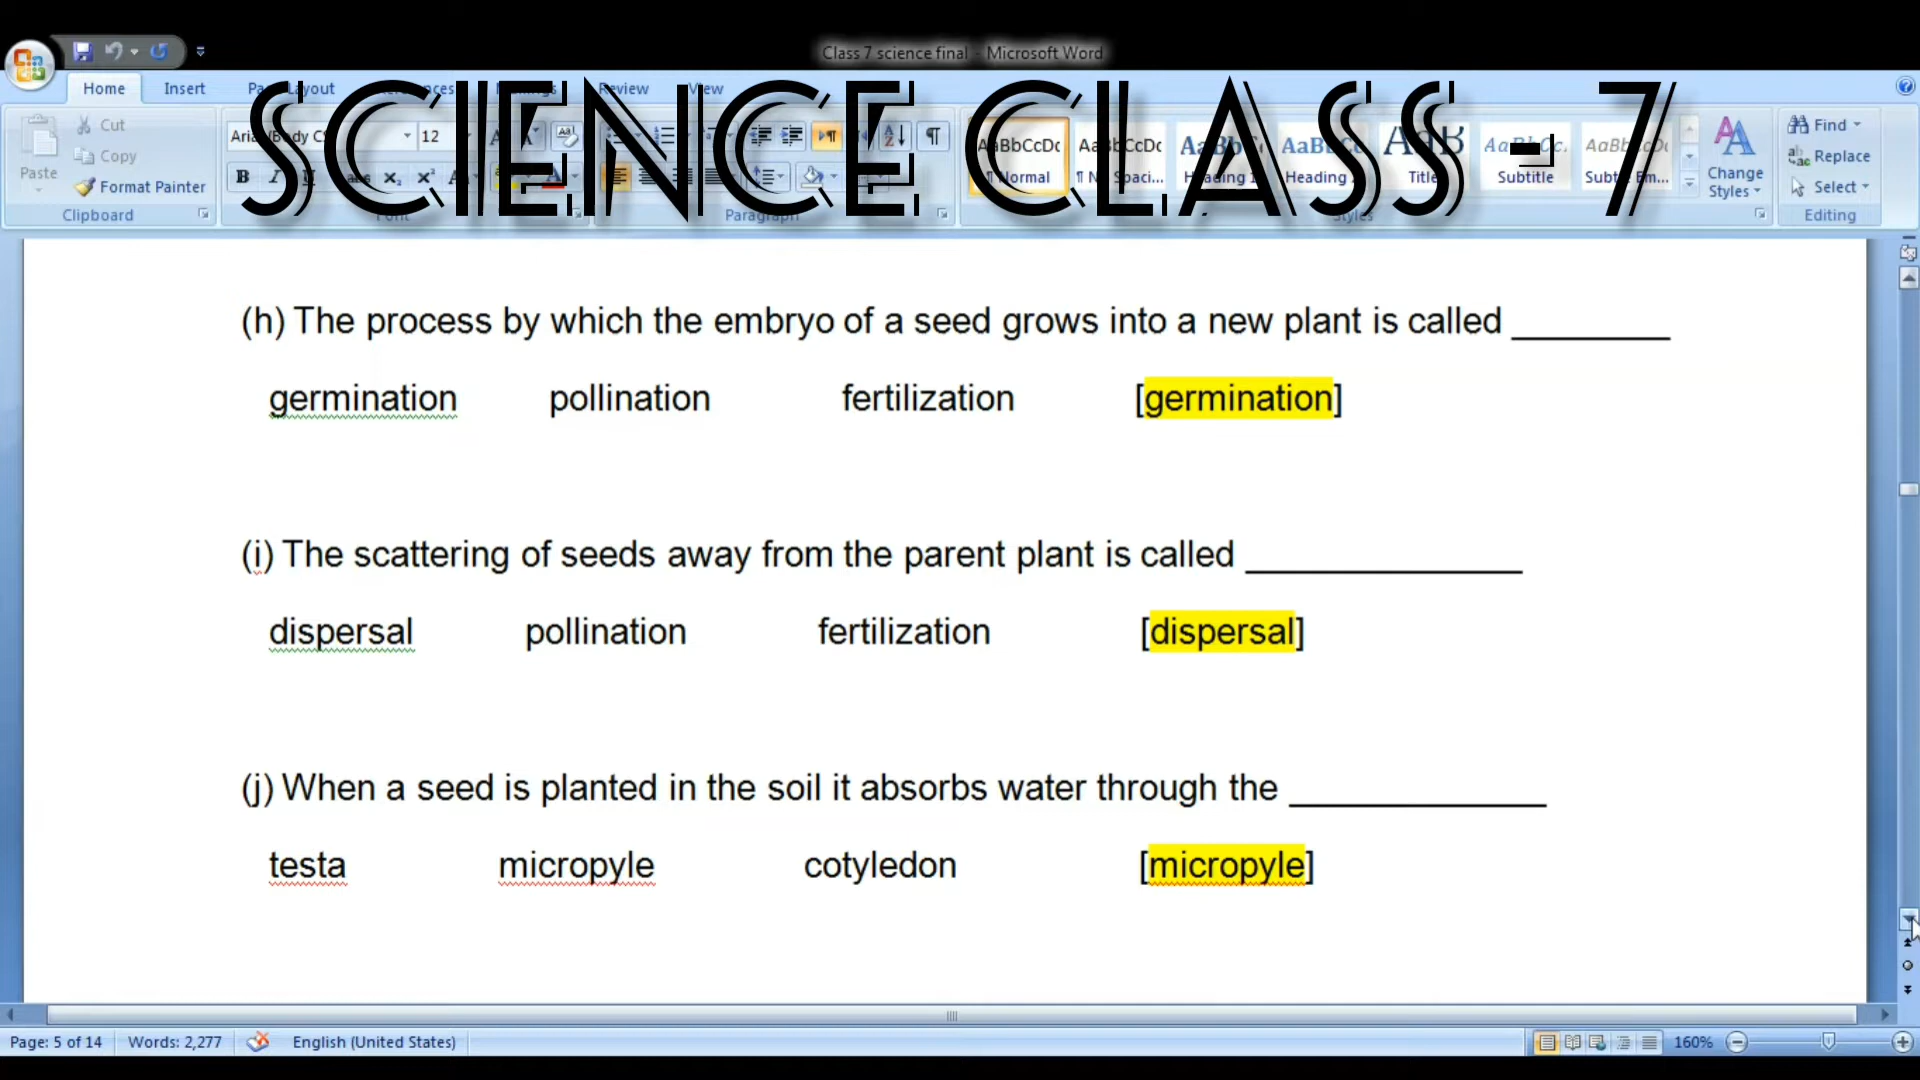 Class 7 science final - Microsoft Word
SCIENCE CLASS - 7
Home Insert Review View
Cut
Copy
Paste
Format Painter
Clipboard
12
Paragraph
AaBbCcDc
Normal
Subtitle
Change
Styles
Find
Replace
Select
Editing
(h) The process by which the embryo of a seed grows into a new plant is called ________
germination pollination fertilization [germination]
(i) The scattering of seeds away from the parent plant is called ______________
dispersal pollination fertilization [dispersal]
(j) When a seed is planted in the soil it absorbs water through the _____________
testa micropyle cotyledon [micropyle]
Page: 5 of 14 Words: 2,277 English (United States) 160%